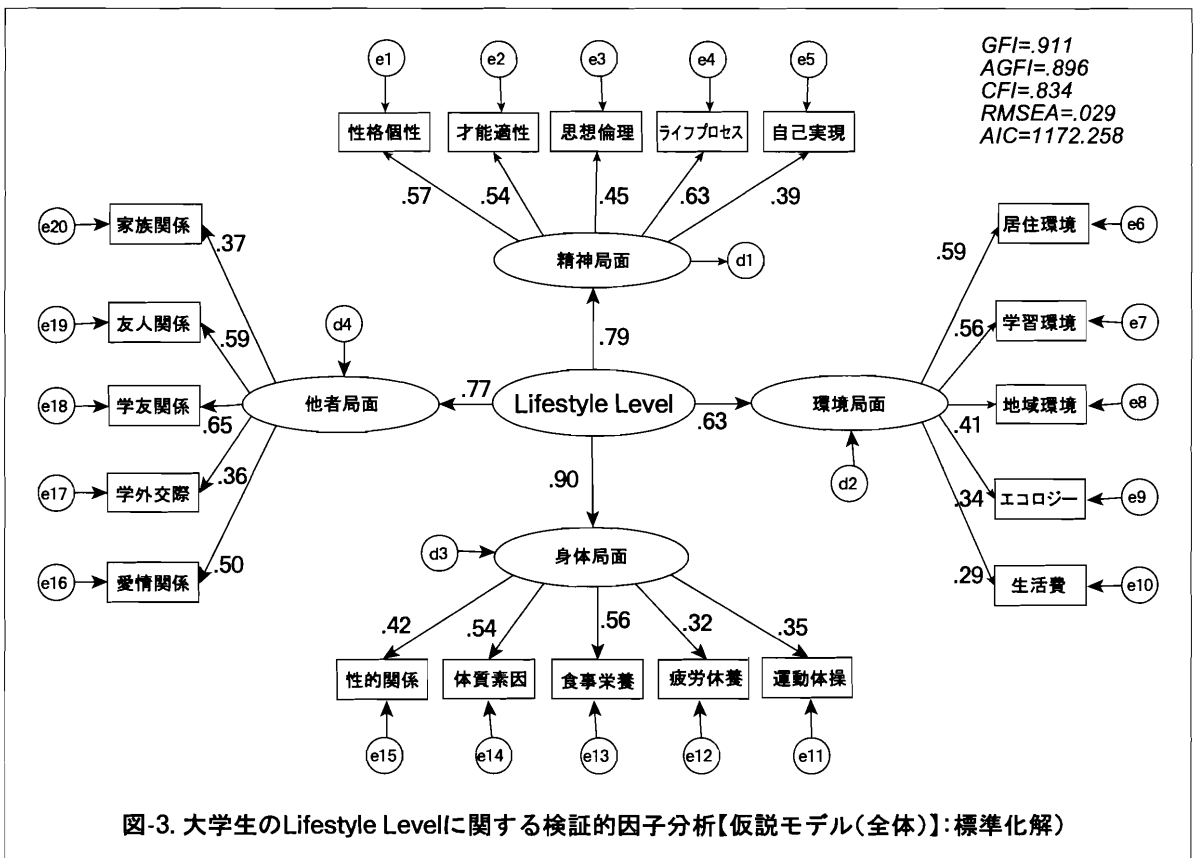 e1
e2
e3
e4
e5
GFI=.911
AGFI=.896
CFI=.834
RMSEA=.029
AIC=1172.258
性格個性
才能適性
思想倫理
ライフプロセス
自己実現
.57
.54
.45
.63
.39
精神局面
d1
.79
e20
家族関係
.37
e19
友人関係
.59
e18
学友関係
.65
e17
学外交際
.36
e16
愛情関係
.50
d4
他者局面
.77
Lifestyle Level
.63
環境局面
d2
.59
居住環境
e6
.56
学習環境
e7
.41
地域環境
e8
.34
エコロジー
e9
.29
生活費
e10
.90
d3
身体局面
.42
.54
.56
.32
.35
性的関係
体質素因
食事栄養
疲労休養
運動体操
e15
e14
e13
e12
e11
図-3. 大学生のLifestyle Levelに関する検証的因子分析【仮説モデル(全体)】:標準化解)